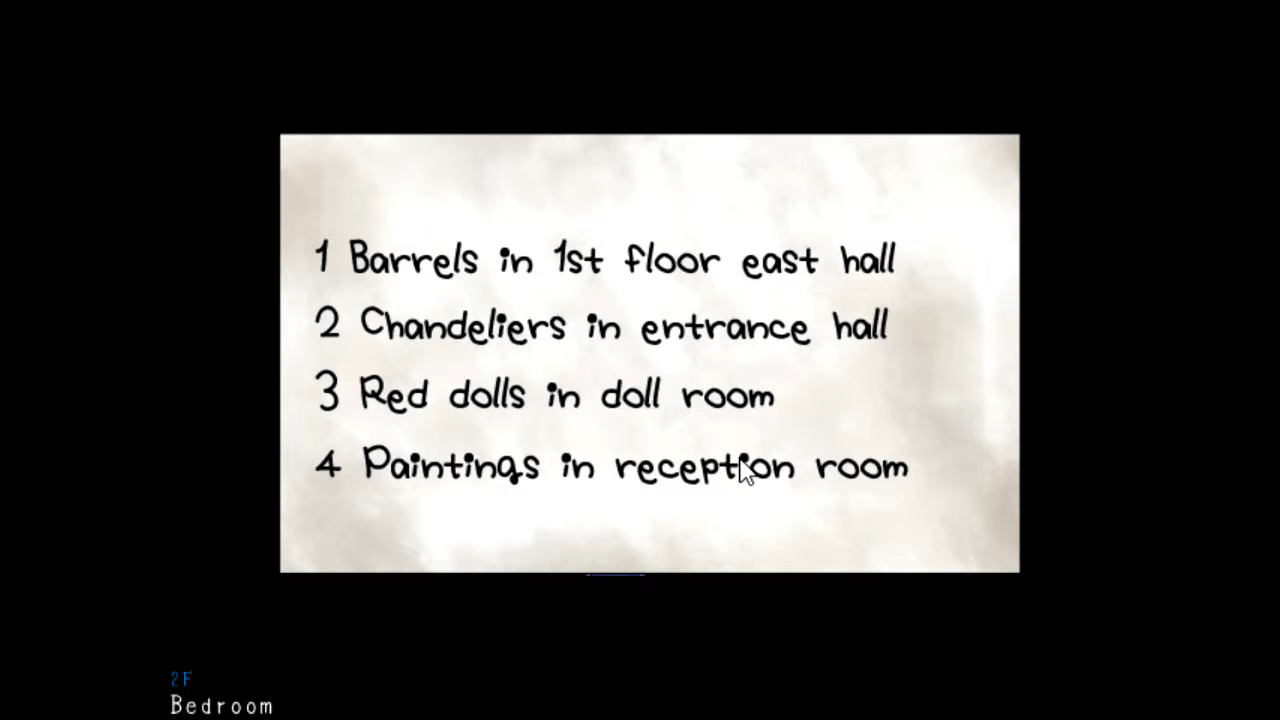 1 Barrels in 1st floor east hall
2 Chandeliers in entrance hall
3 Red dolls in doll room
4 Paintings in reception room
2F
Bedroom